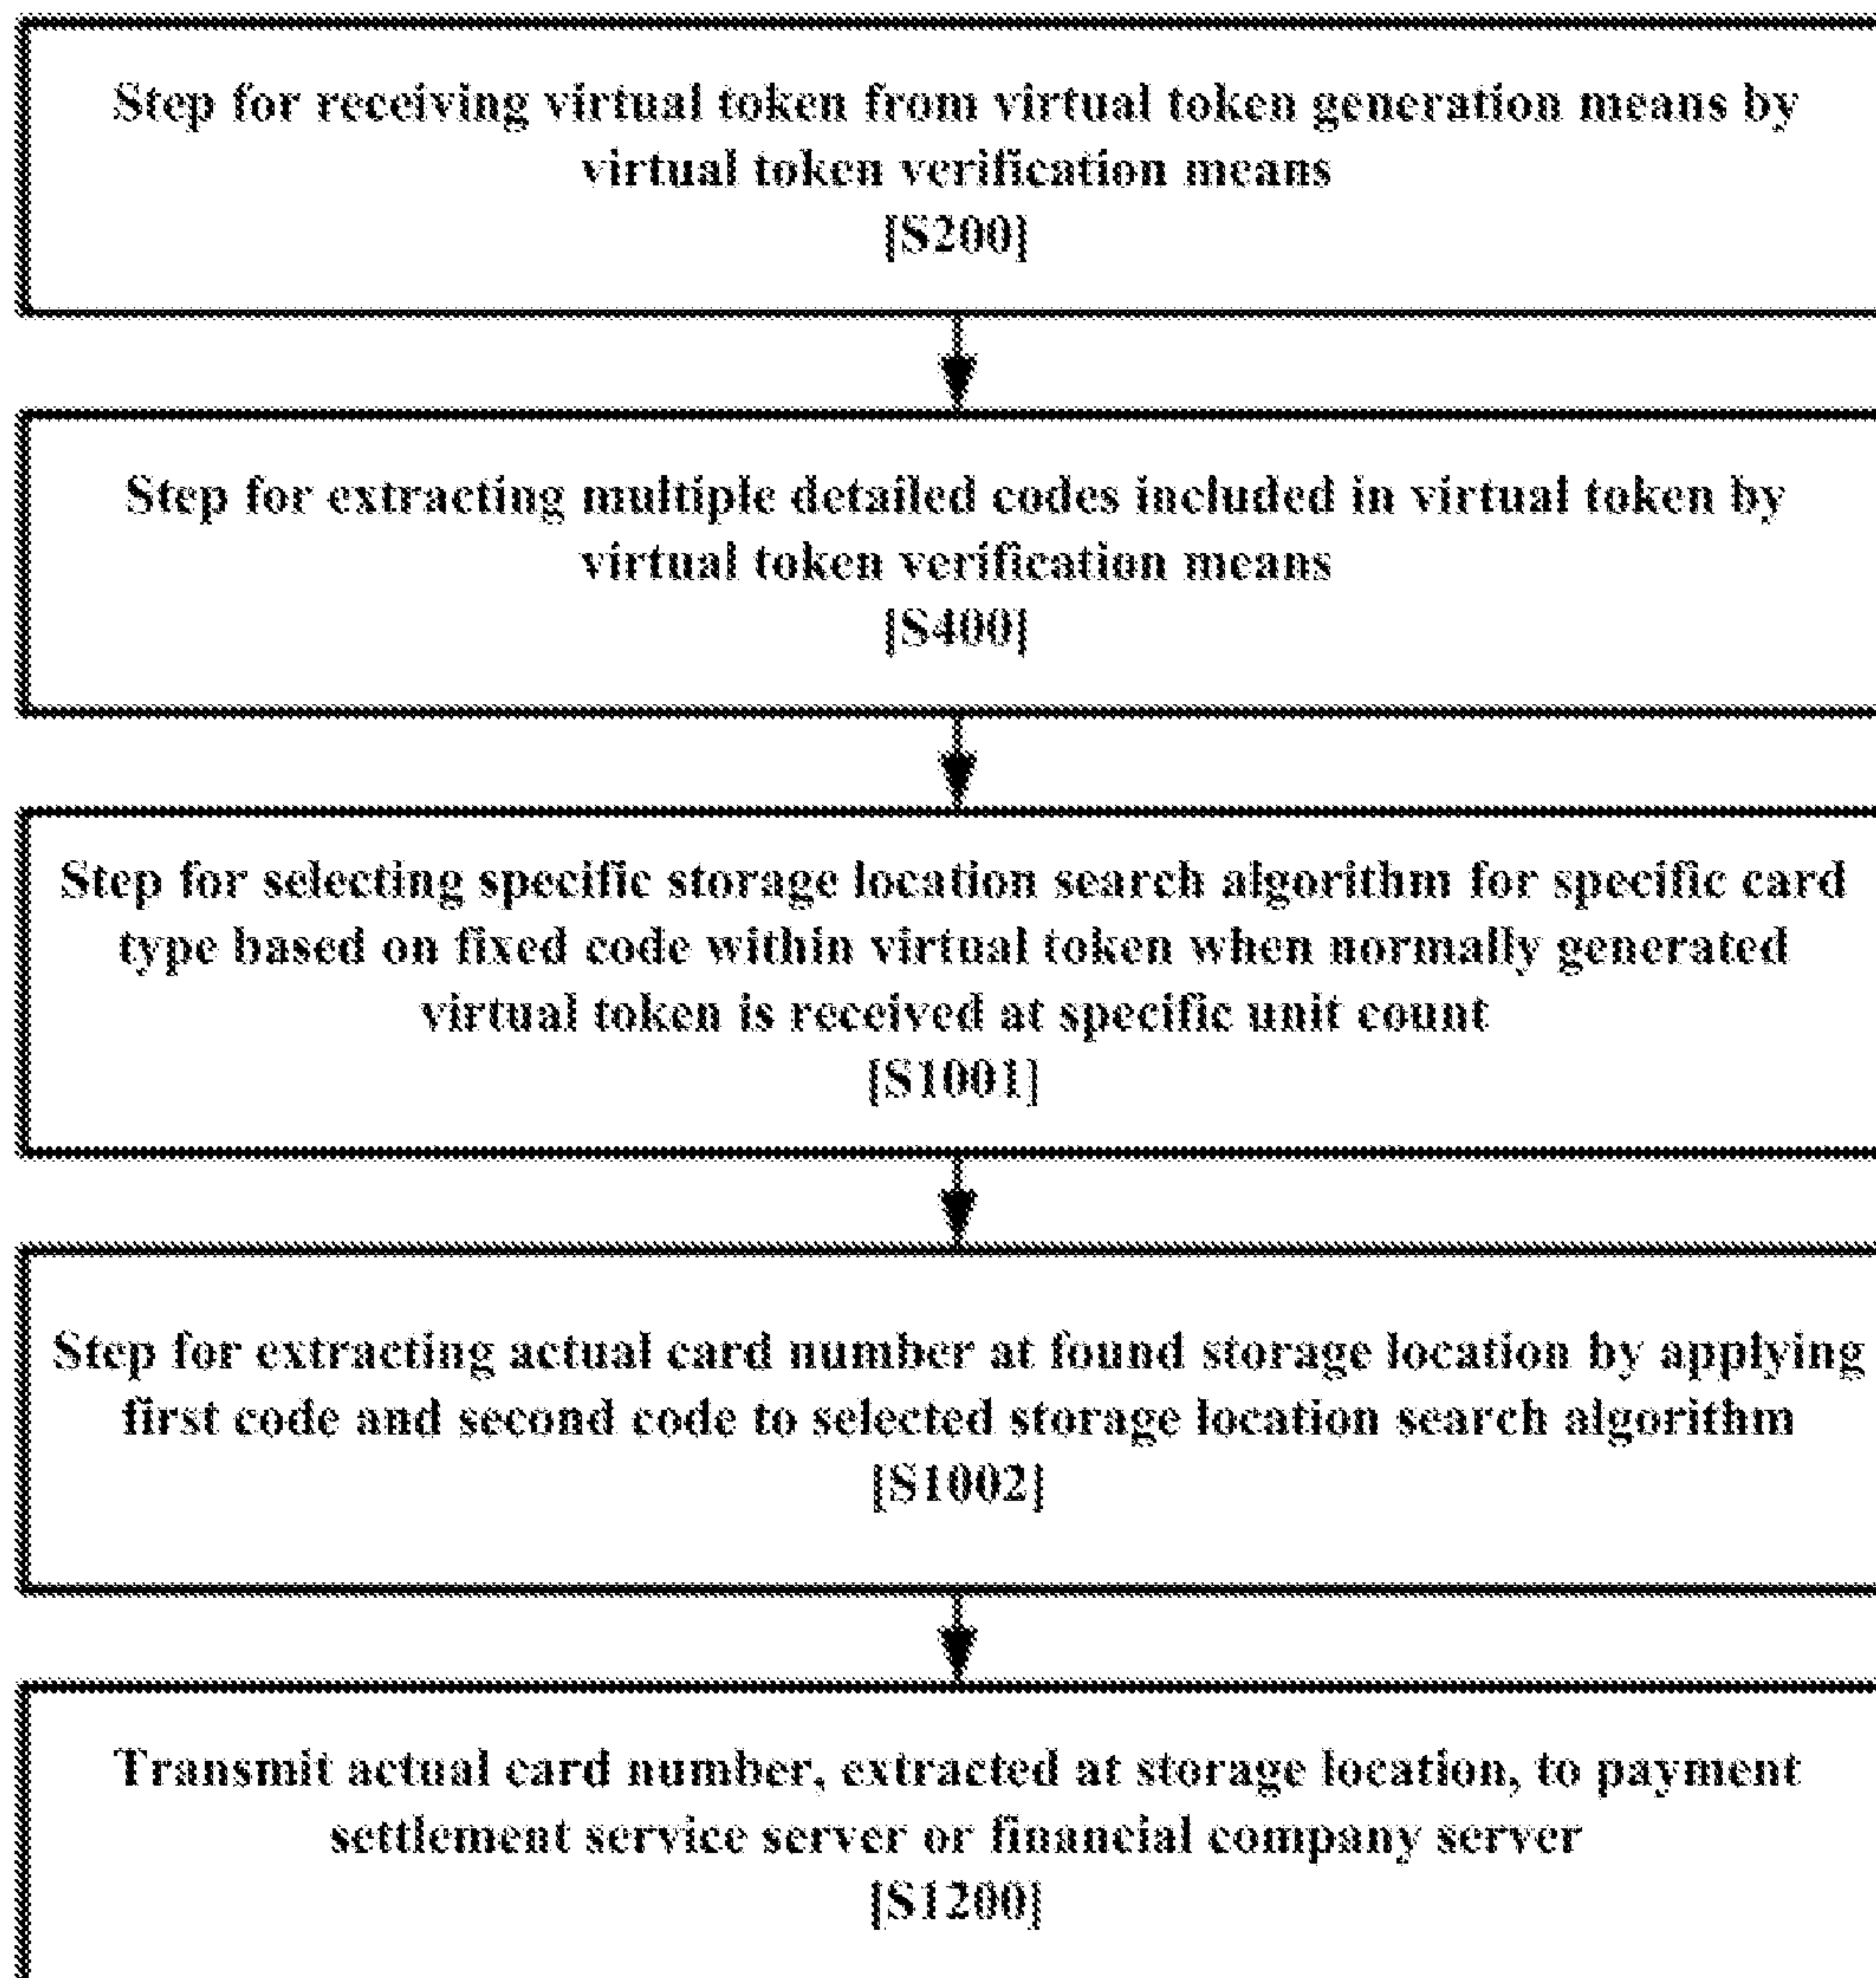 Step for receiving virtual token from virtual token generation means by
virtual token verification means
[S200]
Step for extracting multiple detailed codes included in virtual token by
virtual token verification means
[S400]
Step for selecting specific storage location search algorithm for specific card
type based on fixed code within virtual token when normally generated
virtual token is received at specific unit count
[S1001]
Step for extracting actual card number at found storage location by applying
first code and second code to selected storage location search algorithm
[S1002]
Transmit actual card number, extracted at storage location, to payment
settlement service server or financial company server
[S1200]